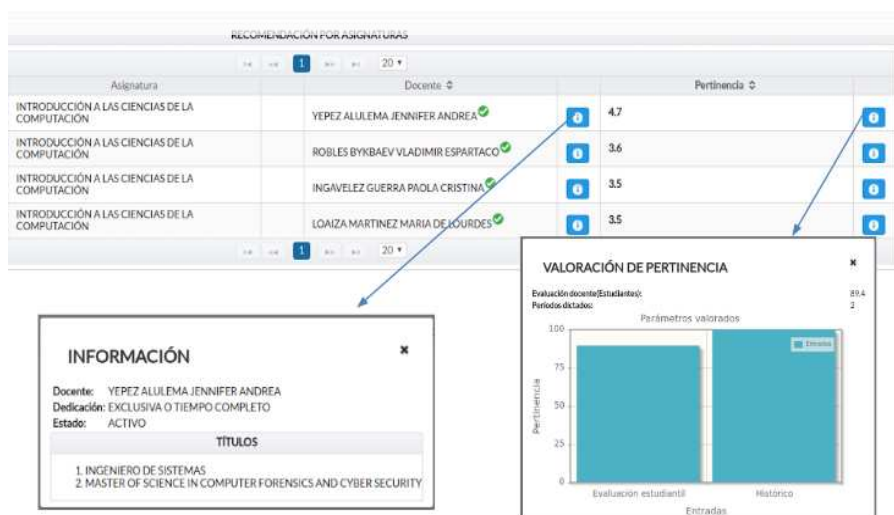 RECOMENDACIÓN POR ASIGNATURAS
1 20
Asignatura Docente Pertinencia
INTRODUCCIÓN A LAS CIENCIAS DE LA
COMPUTACIÓN
YEPEZ ALULEMA JENNIFER ANDREA 4.7
INTRODUCCIÓN A LAS CIENCIAS DE LA
COMPUTACIÓN
ROBLES BYKBAEV VLADIMIR ESPARTACO 3.6
INTRODUCCIÓN A LAS CIENCIAS DE LA
COMPUTACIÓN
INGAVELEZ GUERRA PAOLA CRISTINA 3.5
INTRODUCCIÓN A LAS CIENCIAS DE LA
COMPUTACIÓN
LOAIZA MARTINEZ MARIA DE LOURDES 3.5
1 20
INFORMACIÓN
Docente: YEPEZ ALULEMA JENNIFER ANDREA
Dedicación: EXCLUSIVA O TIEMPO COMPLETO
Estado: ACTIVO
TÍTULOS
1. INGENIERO DE SISTEMAS
2. MASTER OF SCIENCE IN COMPUTER FORENSICS AND CYBER SECURITY
VALORACIÓN DE PERTINENCIA
Evaluación docente(Estudiantes): 89.4
Periodos dictados: 2
Parámetros valorados
100
75
50
25
0
Pertinencia
Evaluación estudiantil Histórico
Entradas